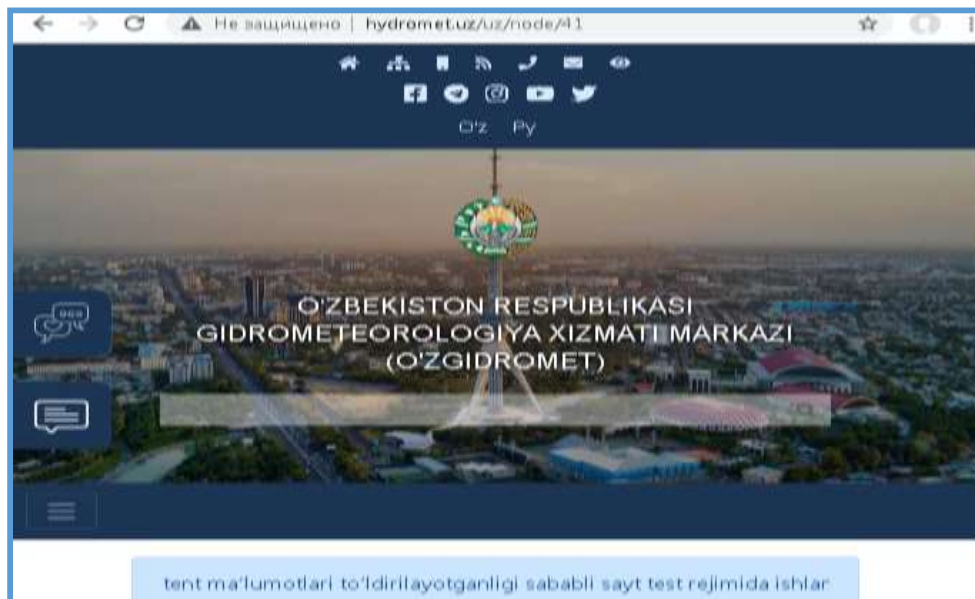 Не защищено | hydromet.uz/uz/node/41
O'z Ру
O'ZBEKISTON RESPUBLIKASI
GIDROMETEOROLOGIYA XIZMATI MARKAZI
(O'ZGIDROMET)
tent ma'lumotlari to'ldirilayotganligi sababli sayt test rejimida ishlar